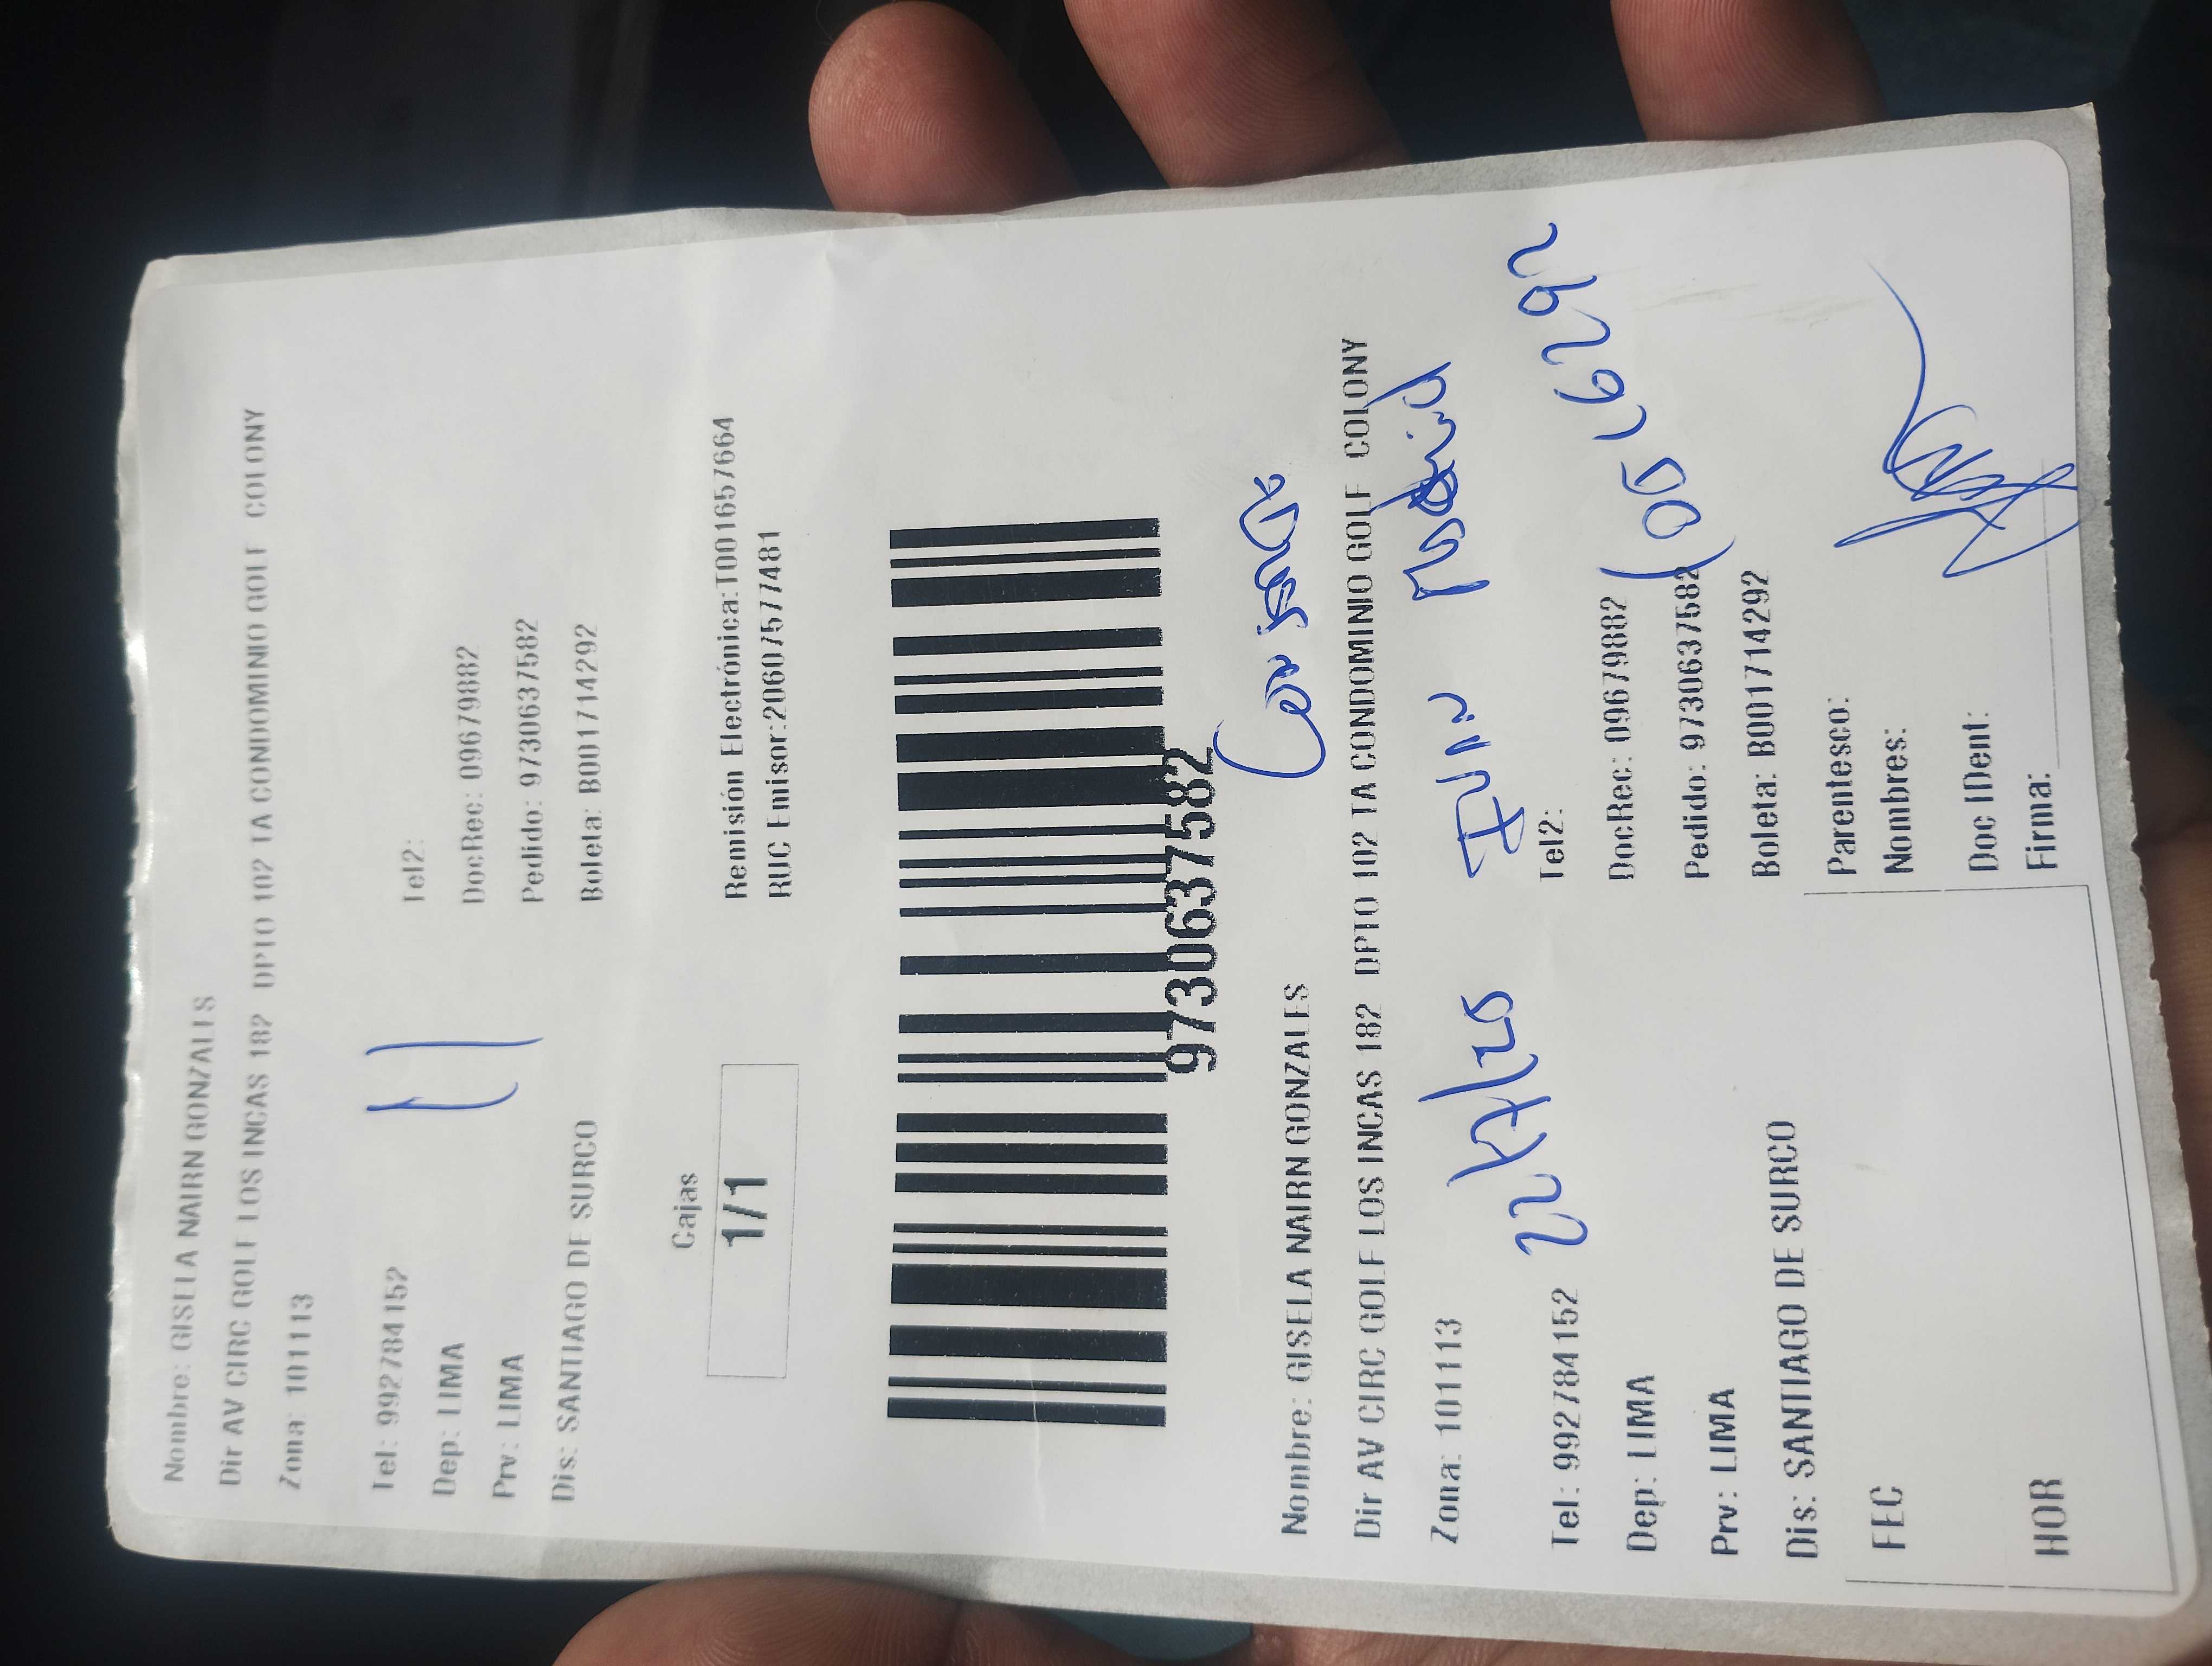 Nombre: GISELA NAIRN GONZALES
Dir AV CIRC GOLF LOS INCAS 182 DPTO 102 TA CONDOMINIO GOLF COLONY
Zona: 101113
Tel: 992784152
Tel2:
Dep: LIMA
DocRec: 09679882
Prv: LIMA
Pedido: 9730637582
Dis: SANTIAGO DE SURCO
Boleta: B001714292
Cajas
1/1
Remisión Electrónica:T001657664
RUC Emisor:20607577481
9730637582
Nombre: GISELA NAIRN GONZALES
Dir AV CIRC GOLF LOS INCAS 182 DPTO 102 TA CONDOMINIO GOLF COLONY
Zona: 101113
Tel: 992784152
22/7/25
Tel2:
Dep: LIMA
DocRec: 09679882
Prv: LIMA
Pedido: 9730637582
Dis: SANTIAGO DE SURCO
Boleta: B001714292
FEC
Parentesco:
Nombres:
HOR
Doc IDent:
Firma: